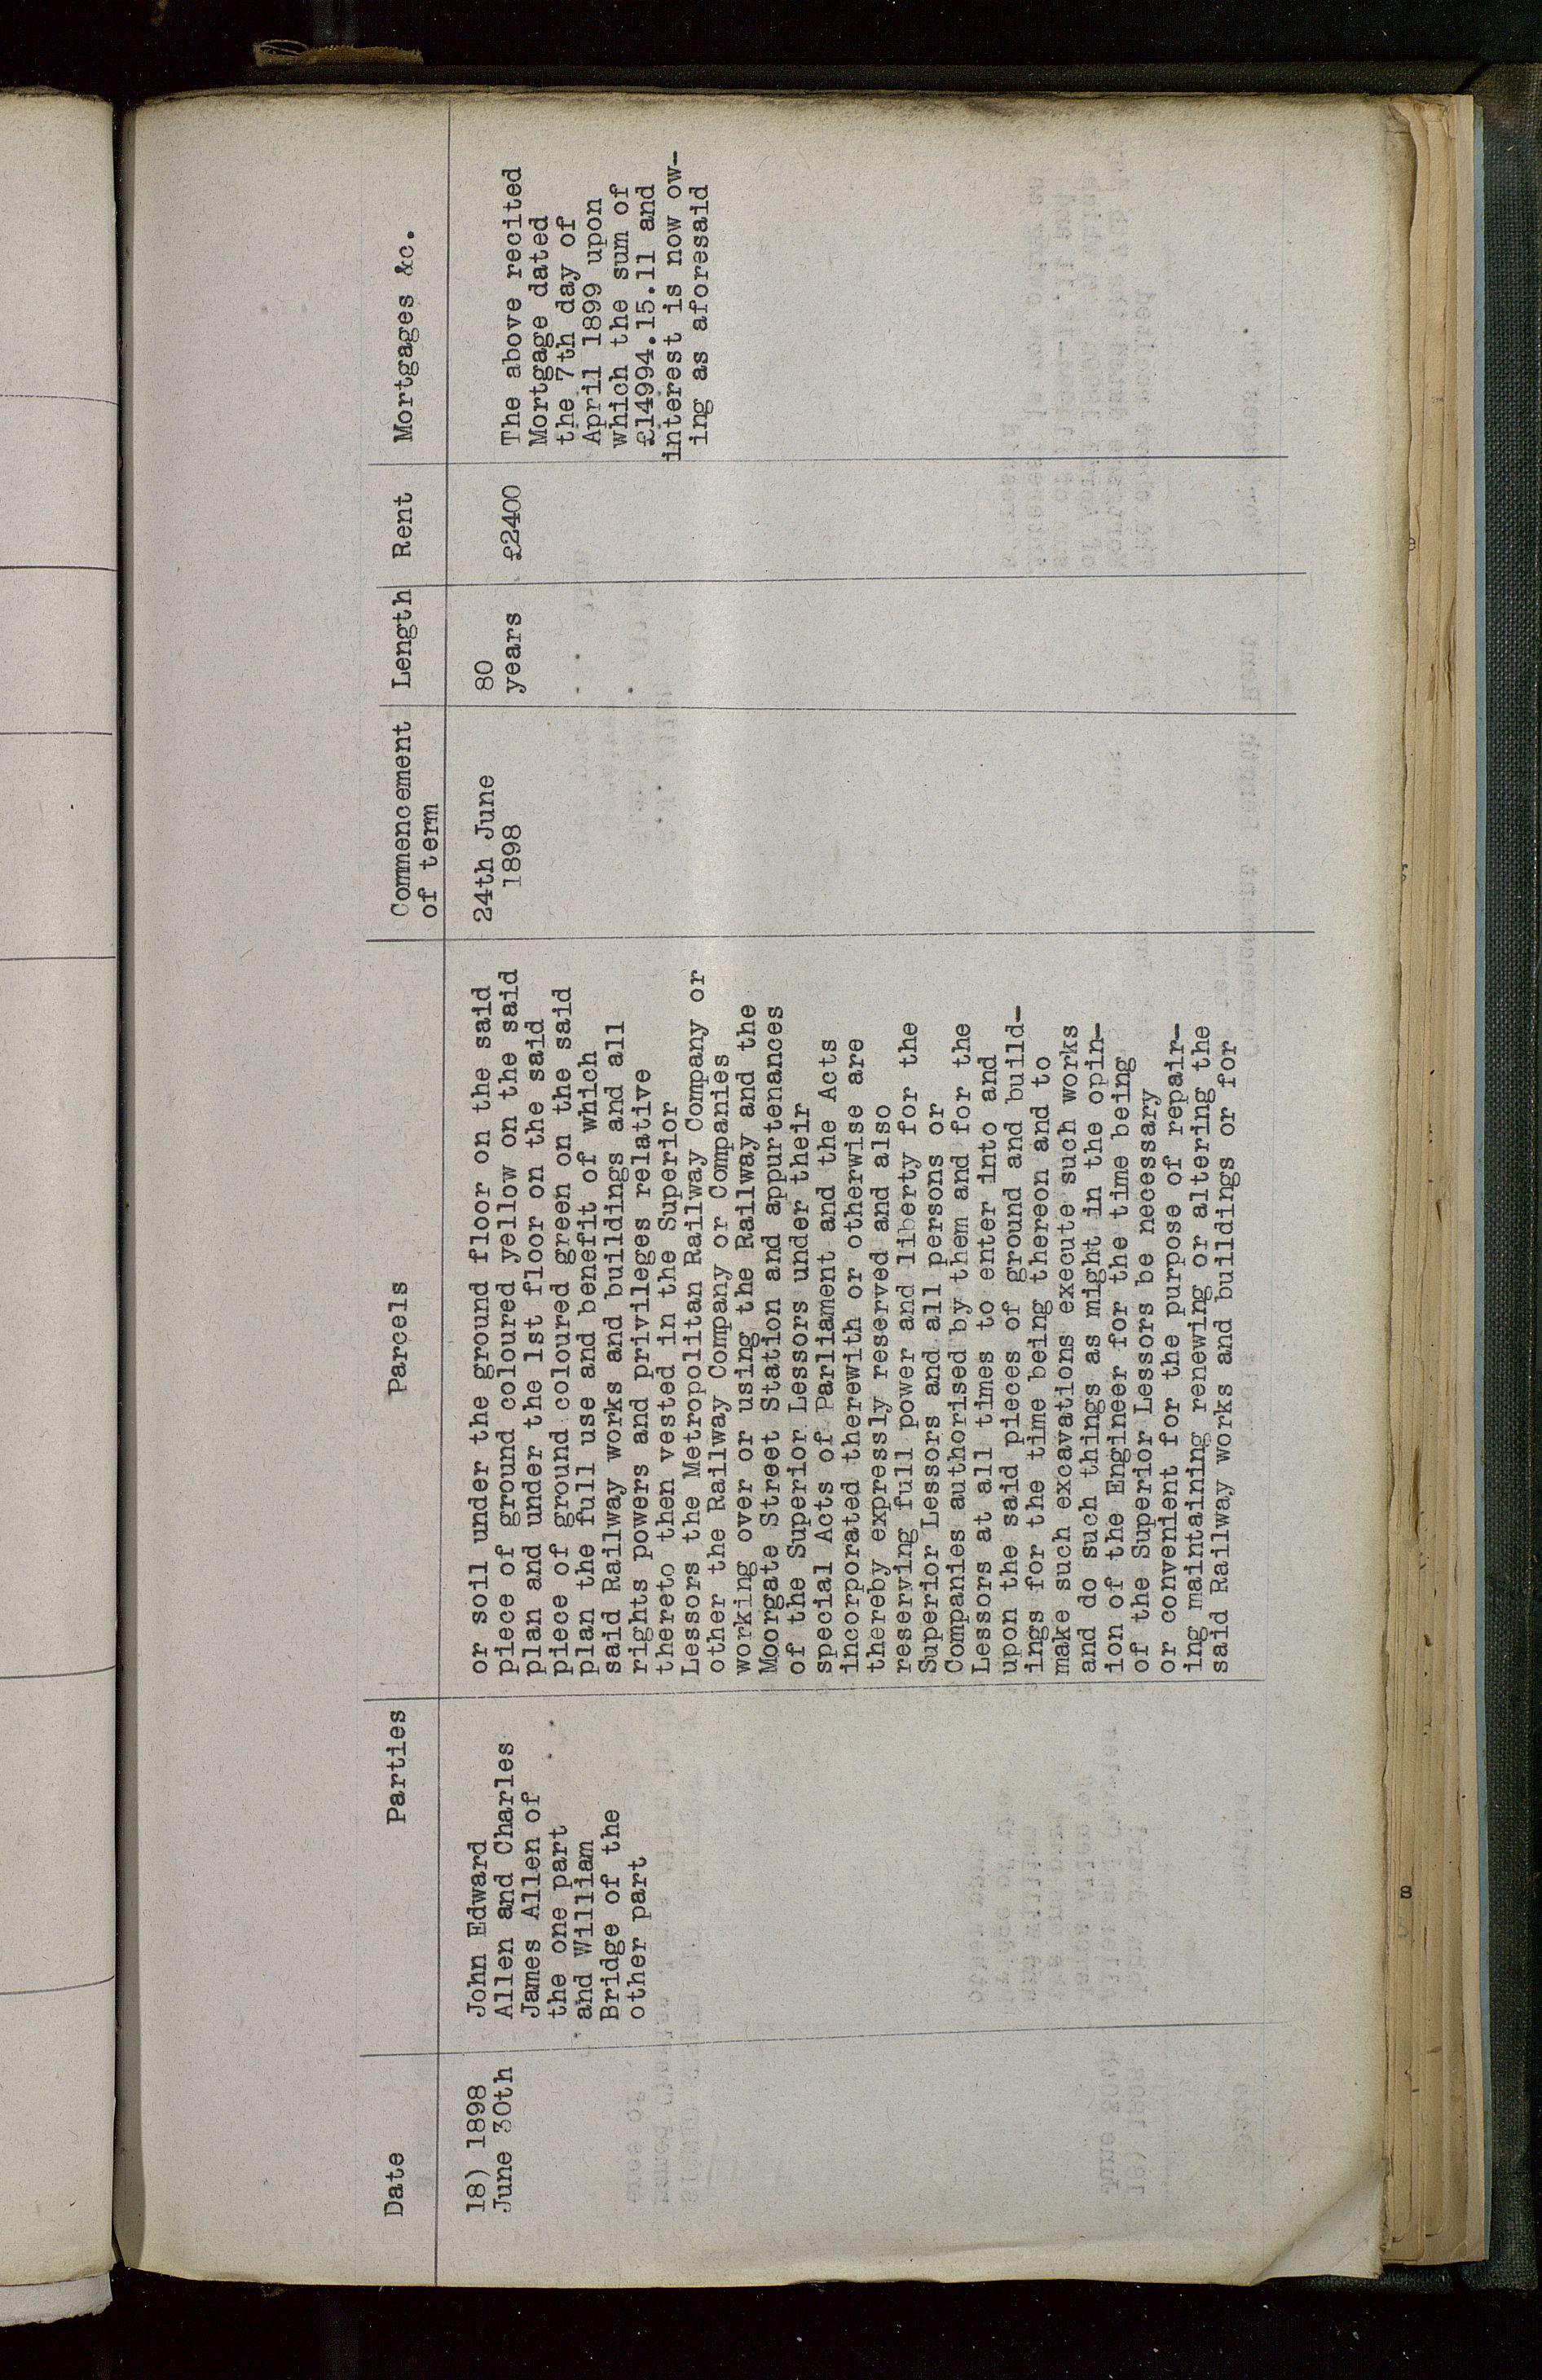 Date
Parties
Parcels
Commencement
of term
Length
Rent
Mortgages &c.
18) 1898
June 30th
John Edward
Allen and Charles
James Allen of
the one part
and William
Bridge of the
other part
or soil under the ground floor on the said
piece of ground coloured yellow on the said
plan and under the 1st floor on the said
piece of ground coloured green on the said
plan the full use and benefit of which
said Railway works and buildings and all
rights powers and privileges relative
thereto then vested in the Superior
Lessors the Metropolitan Railway Company or
other the Railway Company or Companies
working over or using the Railway and the
Moorgate Street Station and appurtenances
of the Superior Lessors under their
special Acts of Parliament and the Acts
incorporated therewith or otherwise are
thereby expressly reserved and also
reserving full power and liberty for the
Superior Lessors and all persons or
Companies authorised by them and for the
Lessors at all times to enter into and
upon the said pieces of ground and build-
ings for the time being thereon and to
make such excavations execute such works
and do such things as might in the opin-
ion of the Engineer for the time being
of the Superior Lessors be necessary
or convenient for the purpose of repair-
ing maintaining renewing or altering the
said Railway works and buildings or for
24th June
1898
80
years
£2400
The above recited
Mortgage dated
the 7th day of
April 1899 upon
which the sum of
£14994.15.11 and
interest is now ow-
ing as aforesaid